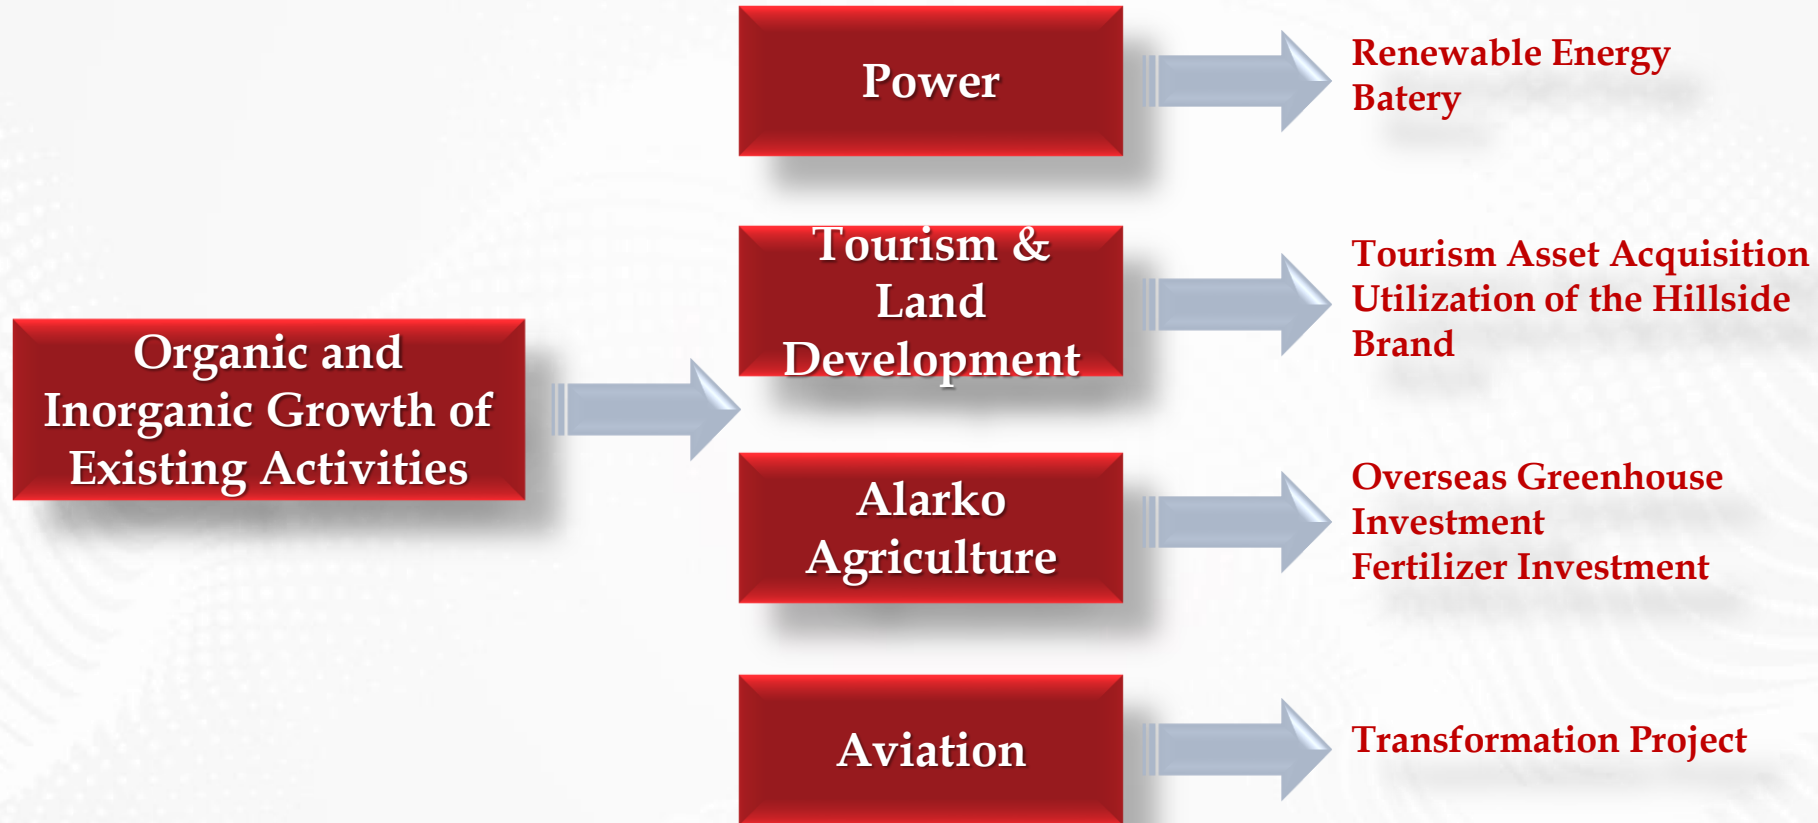 Organic and
Inorganic Growth of
Existing Activities
Power
Renewable Energy
Batery
Tourism &
Land
Development
Tourism Asset Acquisition
Utilization of the Hillside
Brand
Alarko
Agriculture
Overseas Greenhouse
Investment
Fertilizer Investment
Aviation
Transformation Project